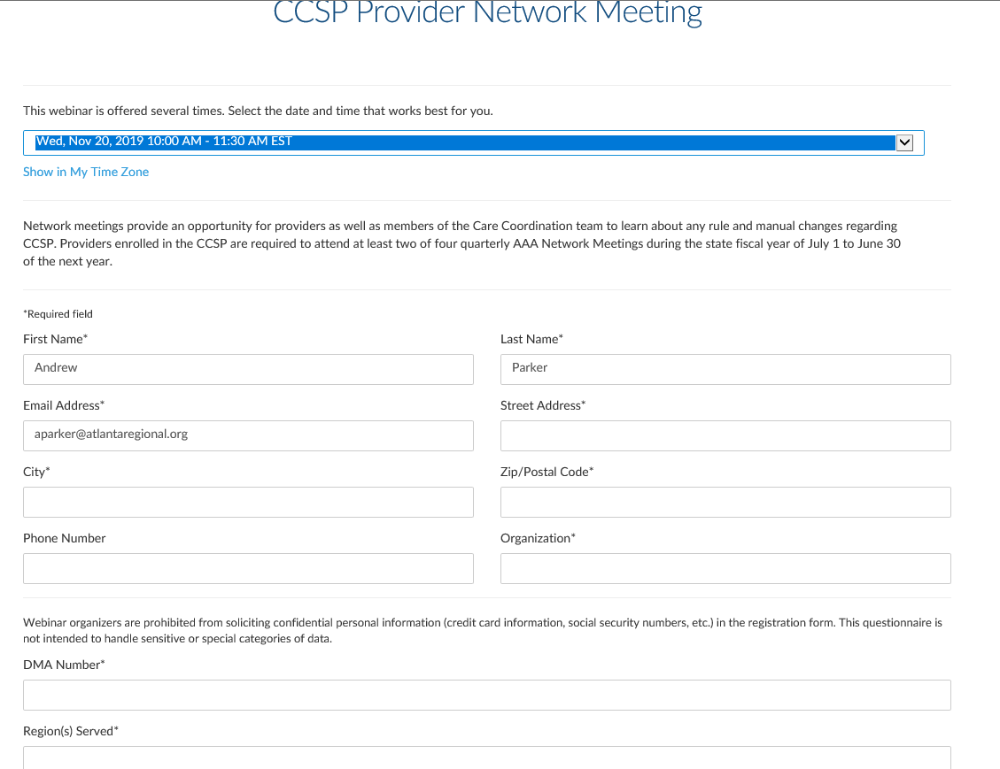 CCSP Provider Network Meeting
This webinar is offered several times. Select the date and time that works best for you.
Wed, Nov 20, 2019 10:00 AM - 11:30 AM EST
Show in My Time Zone
Network meetings provide an opportunity for providers as well as members of the Care Coordination team to learn about any rule and manual changes regarding
CCSP. Providers enrolled in the CCSP are required to attend at least two of four quarterly AAA Network Meetings during the state fiscal year of July 1 to June 30
of the next year.
*Required field
First Name*
Last Name*
Andrew
Parker
Email Address*
Street Address*
aparker@atlantaregional.org
City*
Zip/Postal Code*
Phone Number
Organization*
Webinar organizers are prohibited from soliciting confidential personal information (credit card information, social security numbers, etc.) in the registration form. This questionnaire is
not intended to handle sensitive or special categories of data.
DMA Number*
Region(s) Served*